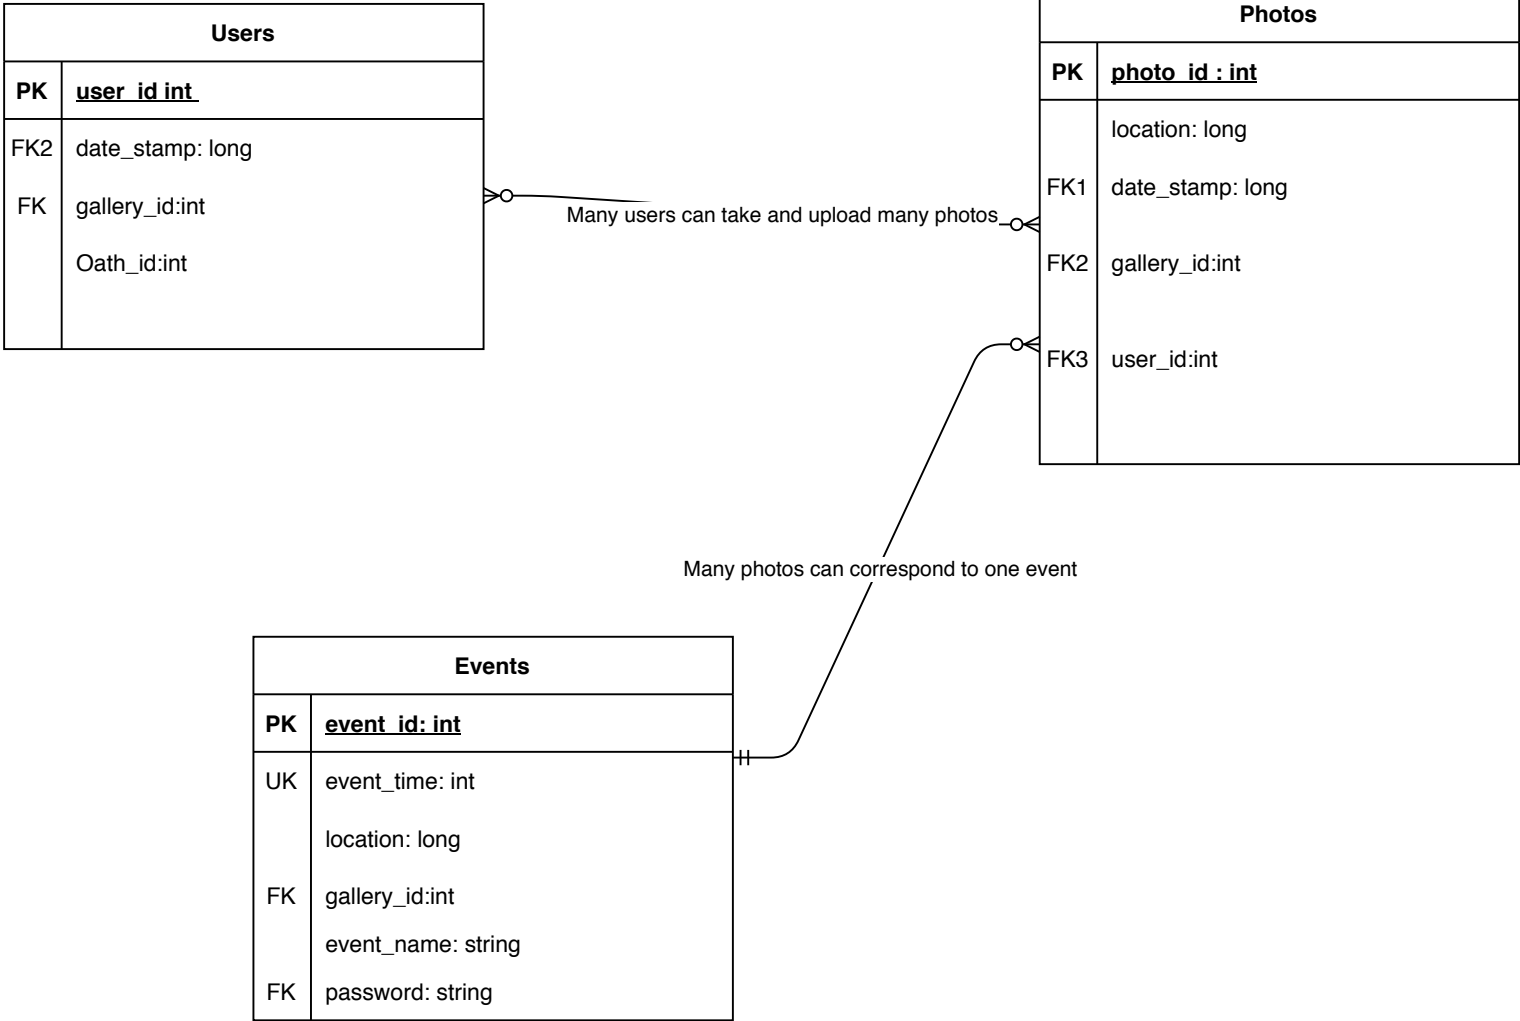 Users
PK user_id int
FK2 date_stamp: long
FK gallery_id:int
Oath_id:int
Photos
PK photo_id : int
location: long
FK1 date_stamp: long
FK2 gallery_id:int
FK3 user_id:int
Many users can take and upload many photos
Many photos can correspond to one event
Events
PK event_id: int
UK event_time: int
location: long
FK gallery_id:int
event_name: string
FK password: string